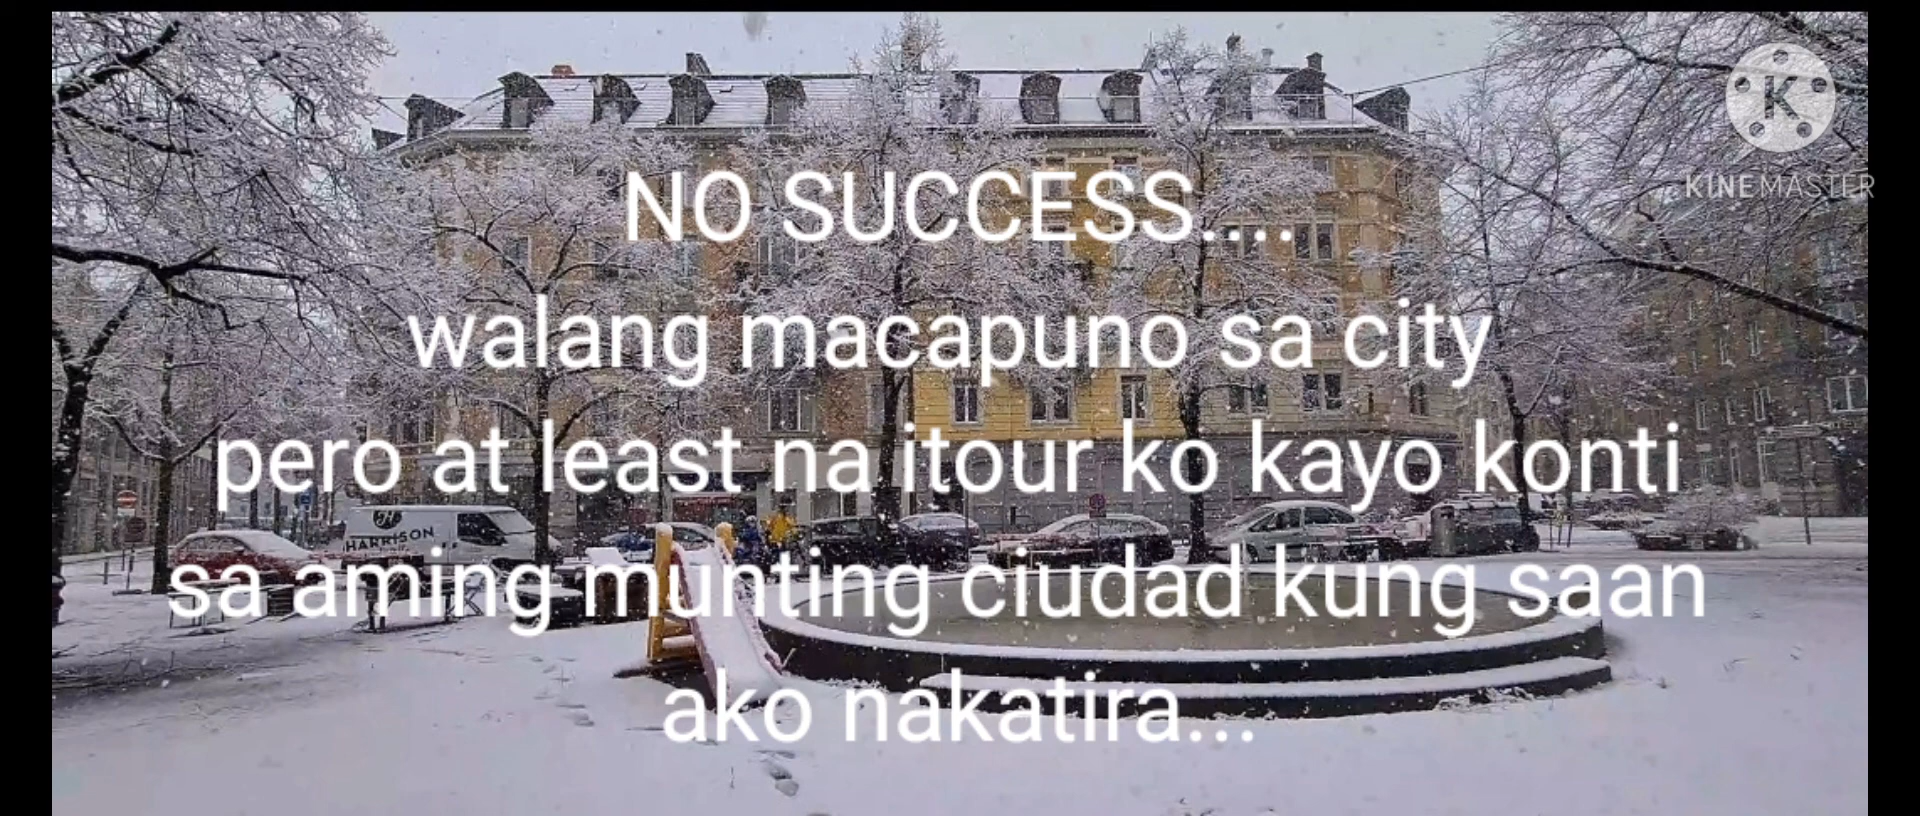 K
KINEMASTER
NO SUCCESS....
walang macapuno sa city
pero at least na itour ko kayo konti
sa aming munting ciudad kung saan
ako nakatira...
H
HARRISON